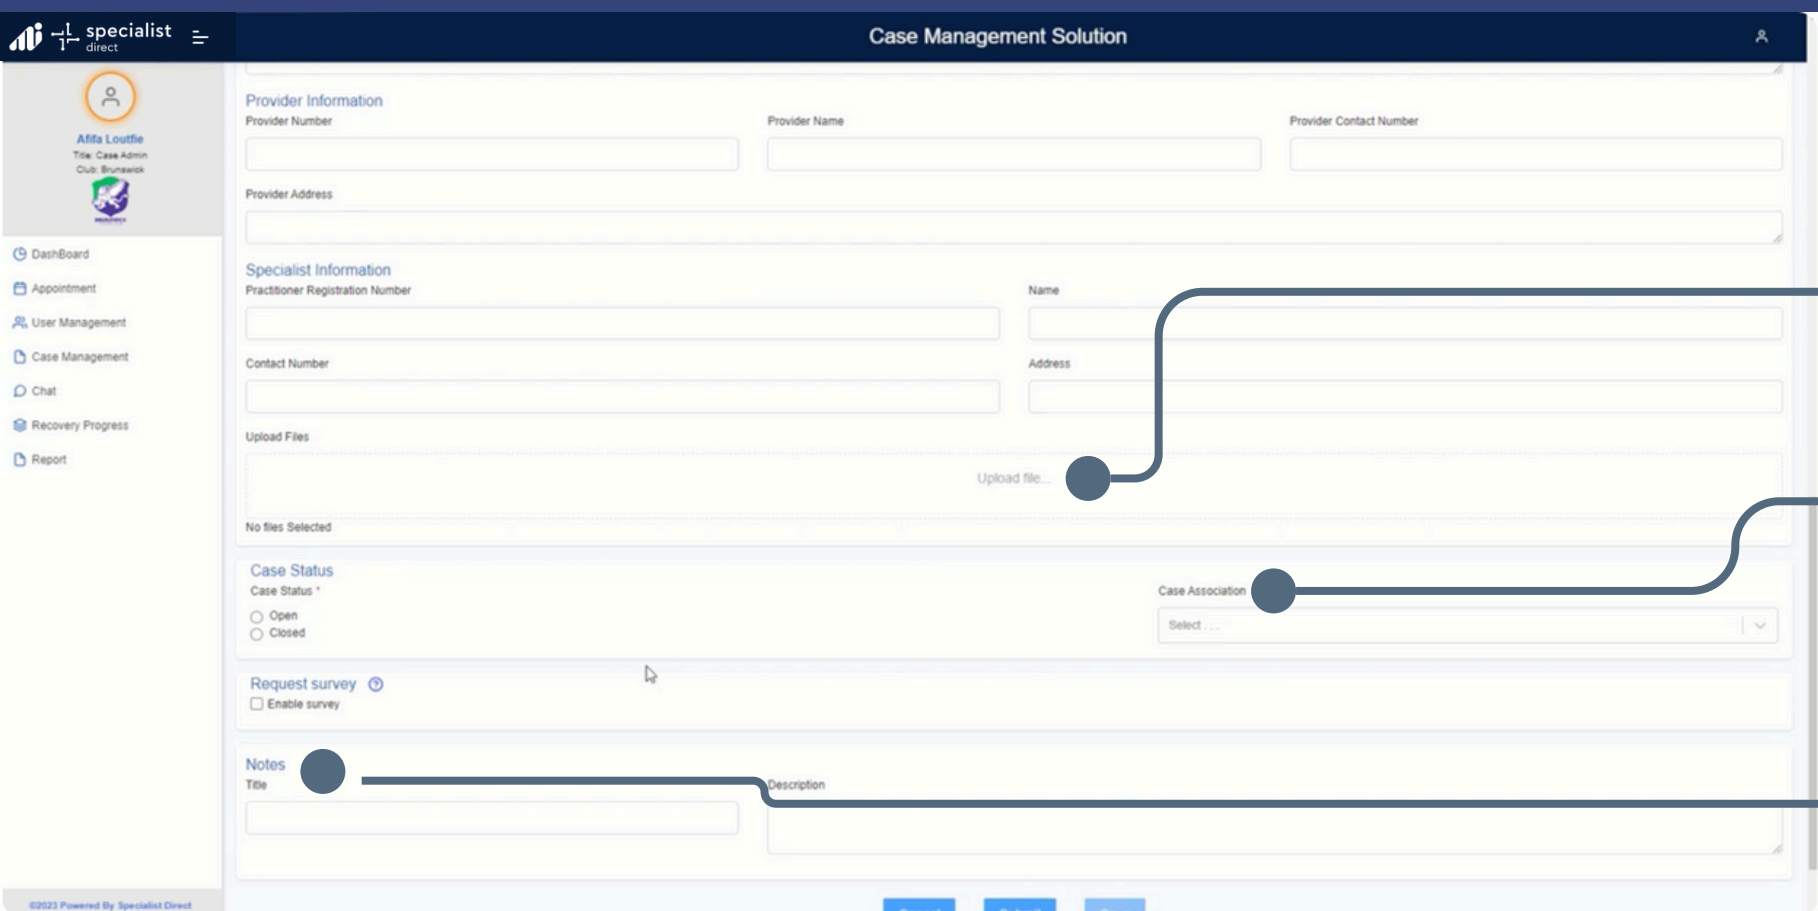 specialist
direct
Case Management Solution
Afifa Loutfie
Title: Case Admin
Club: Brunswick
DashBoard
Appointment
User Management
Case Management
Chat
Recovery Progress
Report
©2023 Powered By Specialist Direct
Provider Information
Provider Number
Provider Name
Provider Contact Number
Provider Address
Specialist Information
Practitioner Registration Number
Name
Contact Number
Address
Upload Files
Upload file...
No files Selected
Case Status
Case Status *
Case Association
Open
Closed
Select . . .
Request survey
Enable survey
Notes
Title
Description